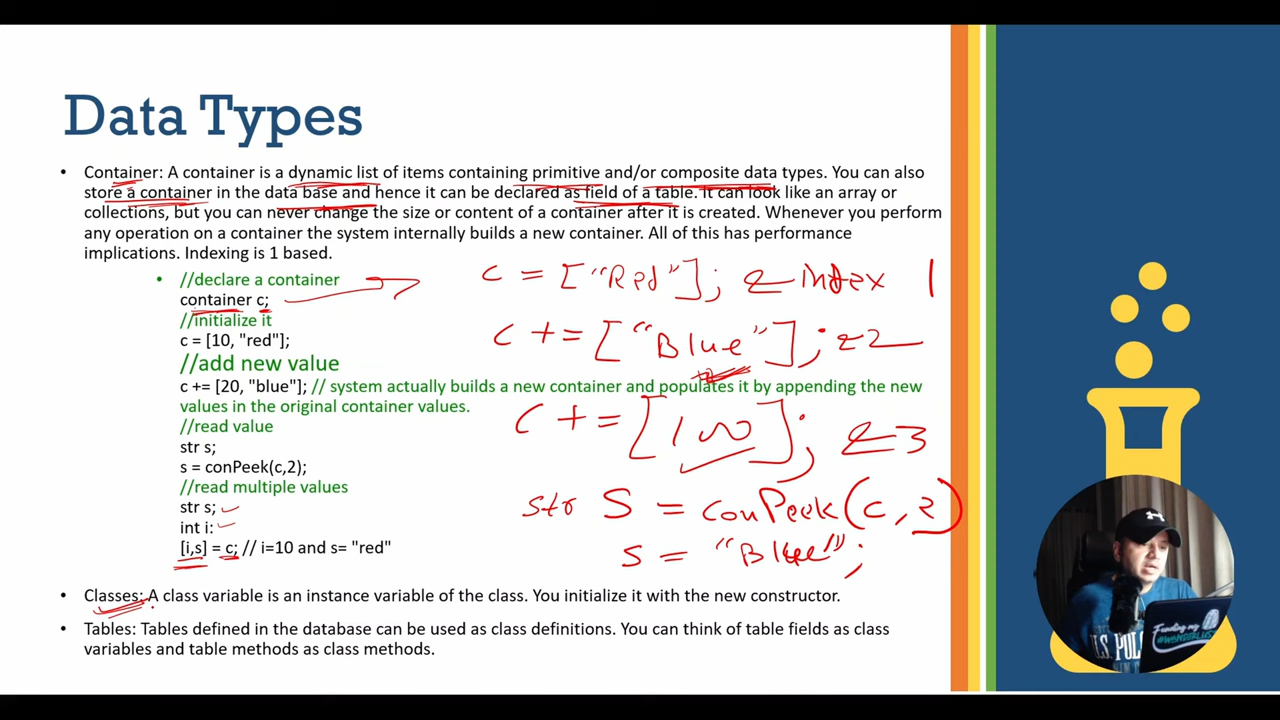 Data Types
• Container: A container is a dynamic list of items containing primitive and/or composite data types. You can also
store a container in the data base and hence it can be declared as field of a table. It can look like an array or
collections, but you can never change the size or content of a container after it is created. Whenever you perform
any operation on a container the system internally builds a new container. All of this has performance
implications. Indexing is 1 based.
• //declare a container
container c;
//initialize it
c = [10, "red"];
//add new value
c += [20, "blue"]; // system actually builds a new container and populates it by appending the new
values in the original container values.
//read value
str s;
s = conPeek(c,2);
//read multiple values
str s;
int i:
[i,s] = c; // i=10 and s= "red"
c = ["Red"]; ← index 1
c += ["Blue"]; ← 2
c += [100]; ← 3
str S = conPeek(c,2)
s = "Blue";
• Classes: A class variable is an instance variable of the class. You initialize it with the new constructor.
• Tables: Tables defined in the database can be used as class definitions. You can think of table fields as class
variables and table methods as class methods.
Funding my
#WANDERLUST
U.S. POLO